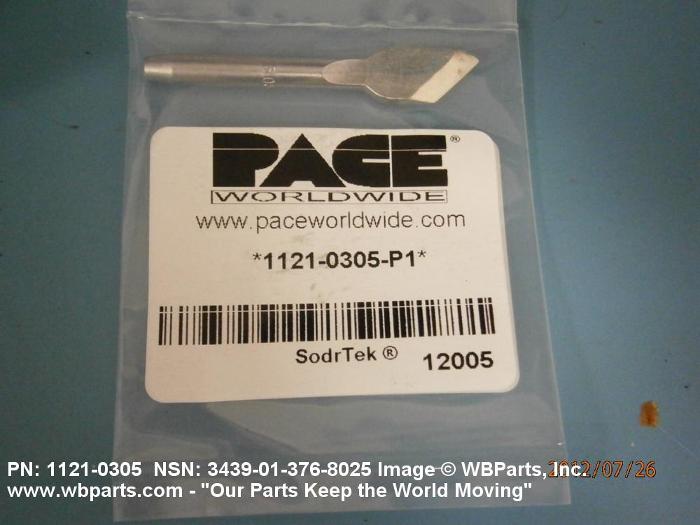 PACE®
WORLDWIDE
www.paceworldwide.com
*1121-0305-P1*
SodrTek ® 12005
PN: 1121-0305 NSN: 3439-01-376-8025 Image © WBParts, Inc.
2012/07/26
www.wbparts.com - "Our Parts Keep the World Moving"